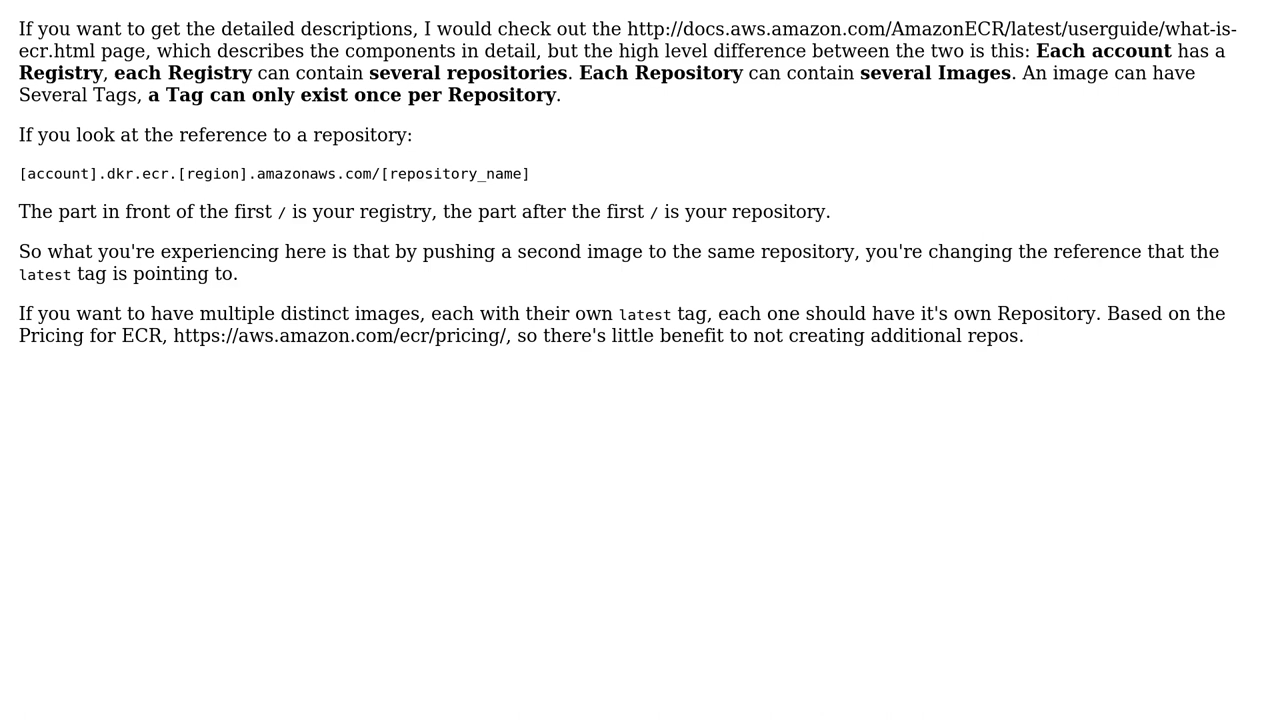 If you want to get the detailed descriptions, I would check out the http://docs.aws.amazon.com/AmazonECR/latest/userguide/what-is-
ecr.html page, which describes the components in detail, but the high level difference between the two is this: Each account has a
Registry, each Registry can contain several repositories. Each Repository can contain several Images. An image can have
Several Tags, a Tag can only exist once per Repository.
If you look at the reference to a repository:
[account].dkr.ecr.[region].amazonaws.com/[repository_name]
The part in front of the first / is your registry, the part after the first / is your repository.
So what you're experiencing here is that by pushing a second image to the same repository, you're changing the reference that the
latest tag is pointing to.
If you want to have multiple distinct images, each with their own latest tag, each one should have it's own Repository. Based on the
Pricing for ECR, https://aws.amazon.com/ecr/pricing/, so there's little benefit to not creating additional repos.